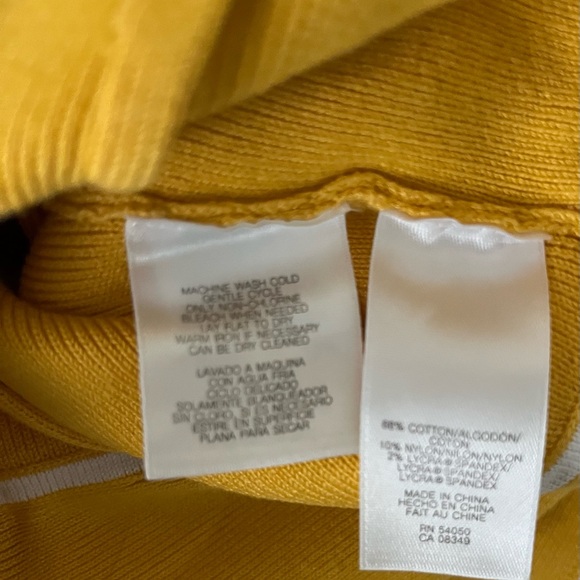 MACHINE WASH COLD
GENTLE CYCLE
ONLY NON-CHLORINE
BLEACH WHEN NEEDED
LAY FLAT TO DRY
WARM IRON IF NECESSARY
CAN BE DRY CLEANED
LAVADO A MAQUINA
CON AGUA FRIA
CICLO DELICADO
SOLAMENTE BLANQUEADOR
SIN CLORO, SI ES NECESARIO
ESTIRE EN SUPERFICIE
PLANA PARA SECAR
88% COTTON/ALGODÓN/
COTON
10% NYLON/NILON/NYLON
2% LYCRA® SPANDEX/
LYCRA® SPANDEX/
LYCRA® SPANDEX
MADE IN CHINA
HECHO EN CHINA
FAIT AU CHINE
RN 54050
CA 08349